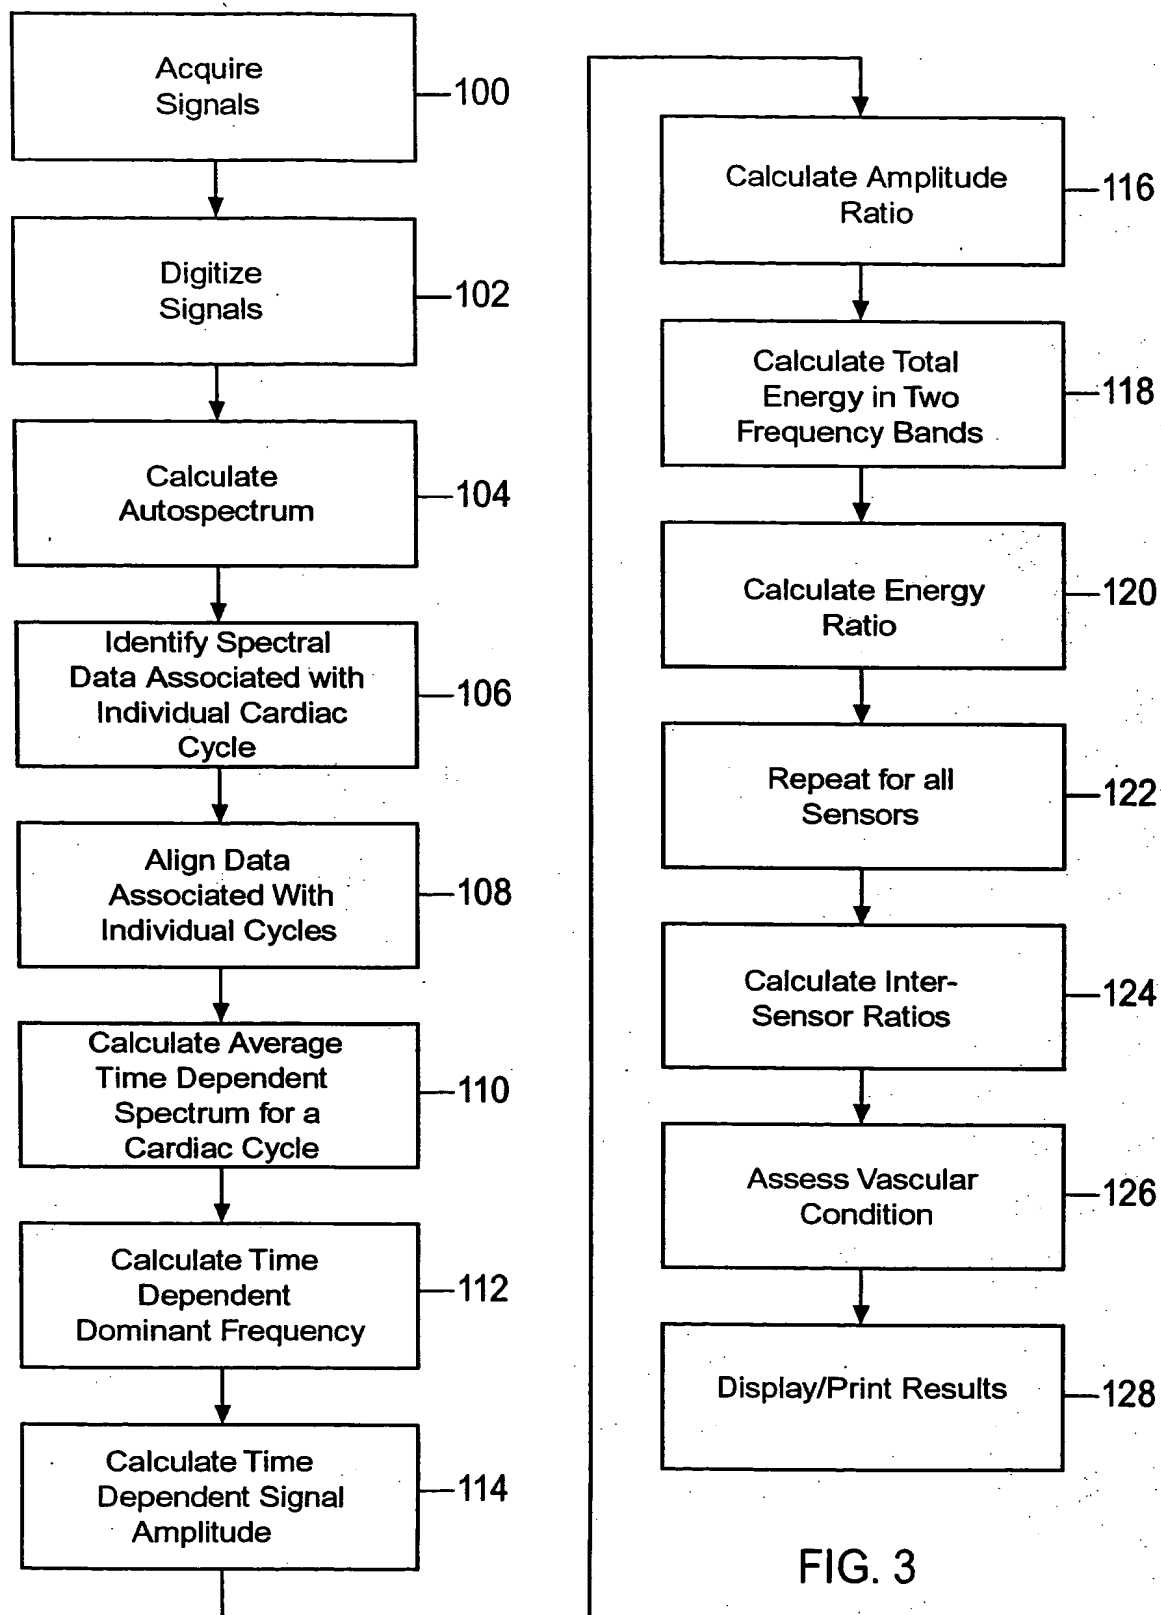 Acquire
Signals
100
Digitize
Signals
102
Calculate
Autospectrum
104
Identify Spectral
Data Associated with
Individual Cardiac
Cycle
106
Align Data
Associated With
Individual Cycles
108
Calculate Average
Time Dependent
Spectrum for a
Cardiac Cycle
110
Calculate Time
Dependent
Dominant Frequency
112
Calculate Time
Dependent Signal
Amplitude
114
Calculate Amplitude
Ratio
116
Calculate Total
Energy in Two
Frequency Bands
118
Calculate Energy
Ratio
120
Repeat for all
Sensors
122
Calculate Inter-
Sensor Ratios
124
Assess Vascular
Condition
126
Display/Print Results
128
FIG. 3